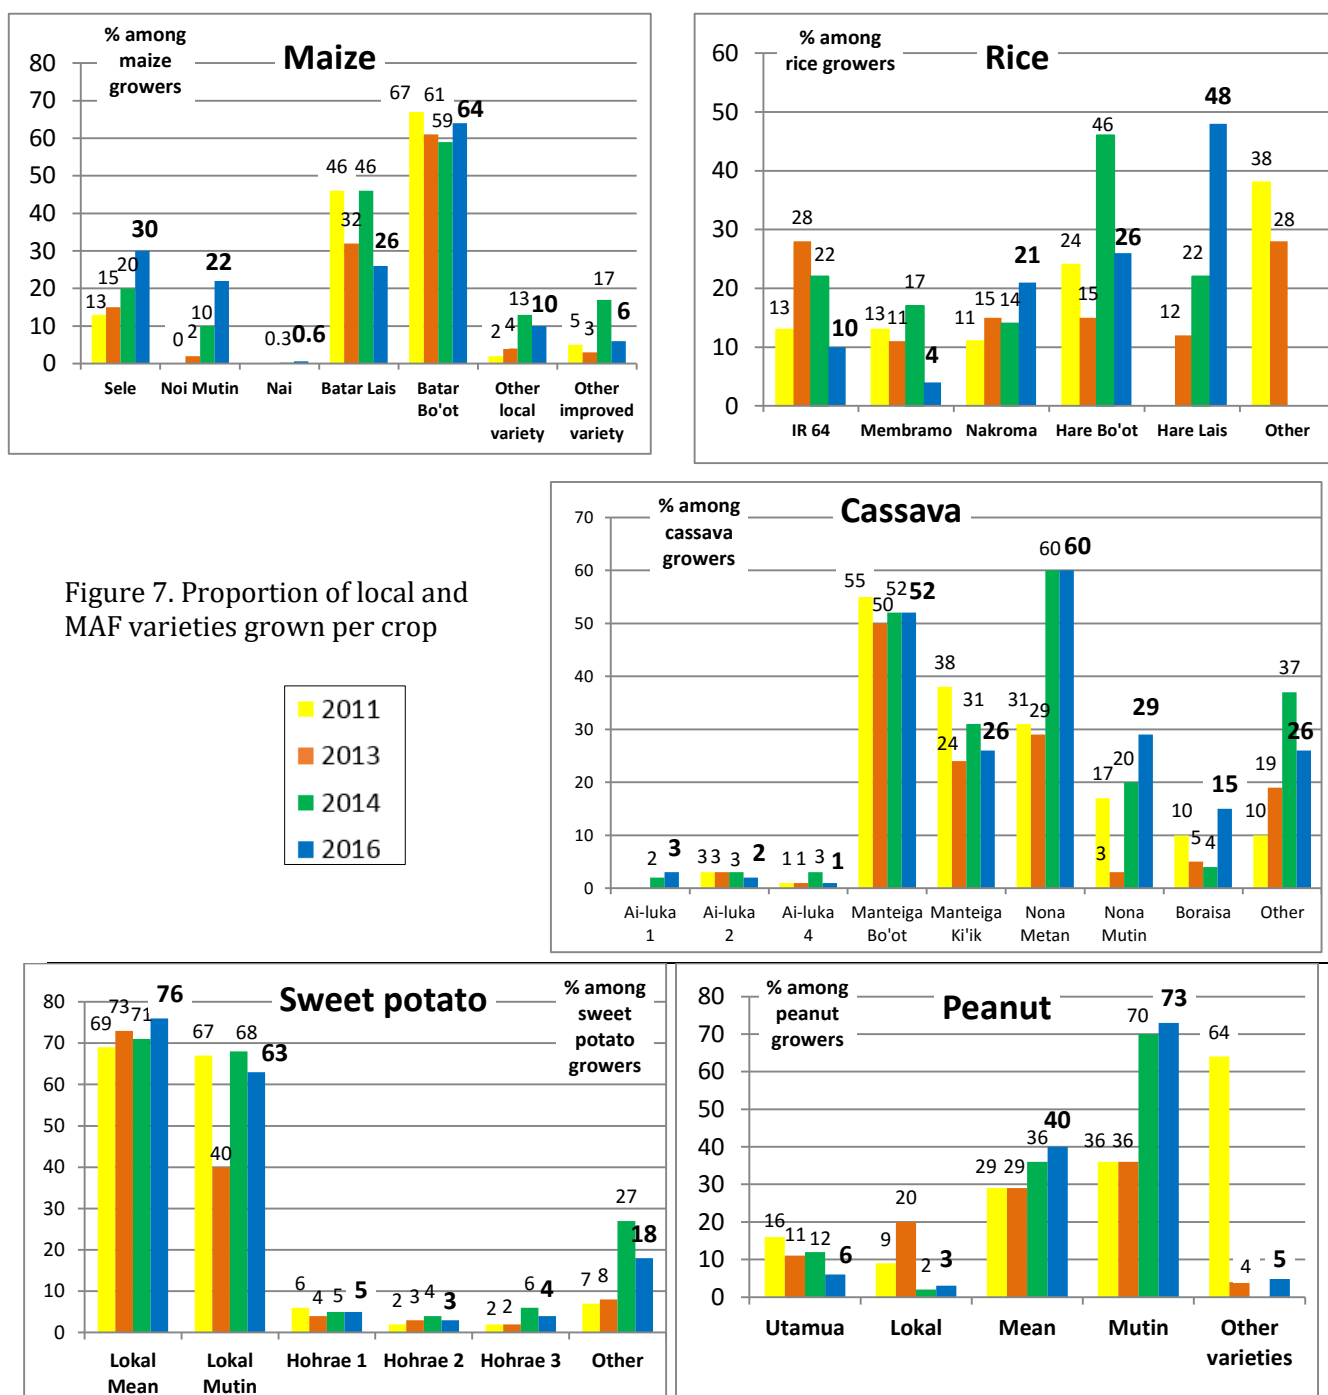 % among
maize
growers
Maize
80
70
60
50
40
30
20
10
0
13 15 20 30
0 2 10 22
0.3 0.6
46 32 46 26
67 61 59 64
2 4 13 10
5 3 17 6
Sele Noi Mutin Nai Batar Lais Batar Other Other
Bo'ot local improved
variety variety
% among
rice growers
Rice
60
50
40
30
20
10
0
13 28 22 10
13 11 17 4
11 15 14 21
24 15 46 26
12 22 48
38 28
IR 64 Membramo Nakroma Hare Bo'ot Hare Lais Other
Figure 7. Proportion of local and
MAF varieties grown per crop
2011
2013
2014
2016
% among
cassava
growers
Cassava
70
60
50
40
30
20
10
0
2 3
3 3 3 2
1 1 3 1
55 50 52 52
38 24 31 26
31 29 60 60
17 3 20 29
10 5 4 15
10 19 37 26
Ai-luka Ai-luka Ai-luka Manteiga Manteiga Nona Nona Boraisa Other
1 2 4 Bo'ot Ki'ik Metan Mutin
Sweet potato
% among
sweet
potato
growers
80
70
60
50
40
30
20
10
0
69 73 71 76
67 40 68 63
6 4 5 5
2 3 4 3
2 2 6 4
7 8 27 18
Lokal Lokal Hohrae 1 Hohrae 2 Hohrae 3 Other
Mean Mutin
% among
peanut
growers
Peanut
80
70
60
50
40
30
20
10
0
16 11 12 6
9 20 2 3
29 29 36 40
36 36 70 73
64 4 5
Utamua Lokal Mean Mutin Other
varieties